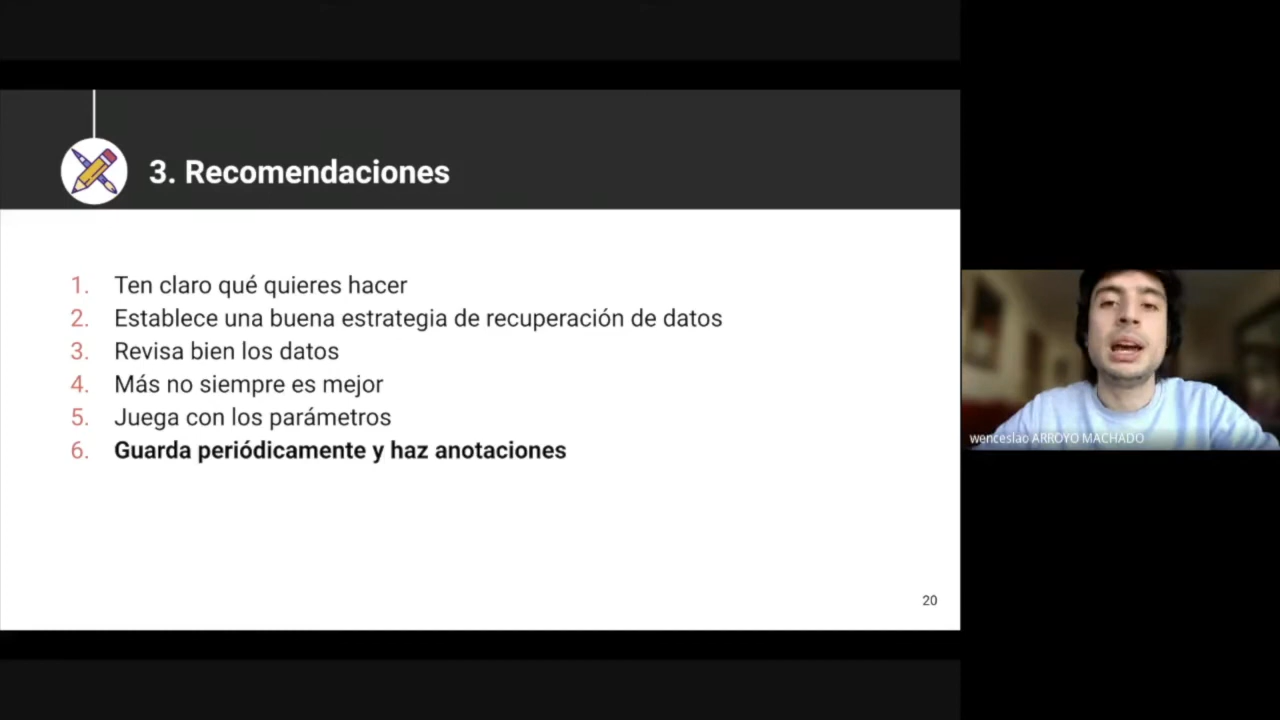 3. Recomendaciones
1. Ten claro qué quieres hacer
2. Establece una buena estrategia de recuperación de datos
3. Revisa bien los datos
4. Más no siempre es mejor
5. Juega con los parámetros
6. Guarda periódicamente y haz anotaciones
20
wenceslao ARROYO MACHADO